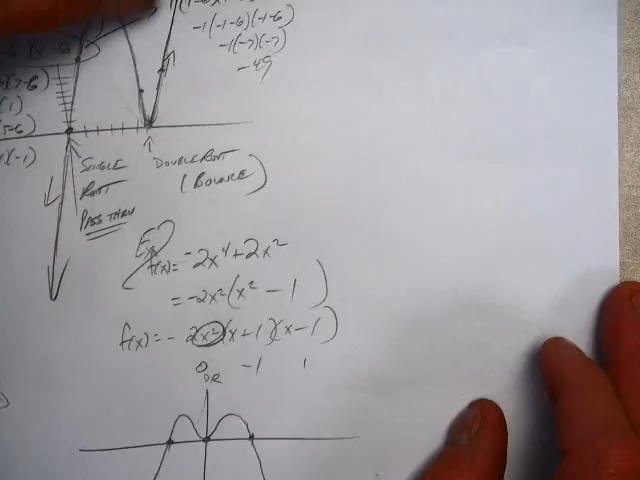 -1(-1-6)(-1-6)
-1(-7)(-7)
-49
SINGLE
ROOT
PASS THRU
DOUBLE ROOT
(BOUNCE)
Ex
f(x)= -2x⁴+2x²
= -2x²(x² - 1)
f(x)= - 2x²(x+1)(x-1)
0 -1 1
DR